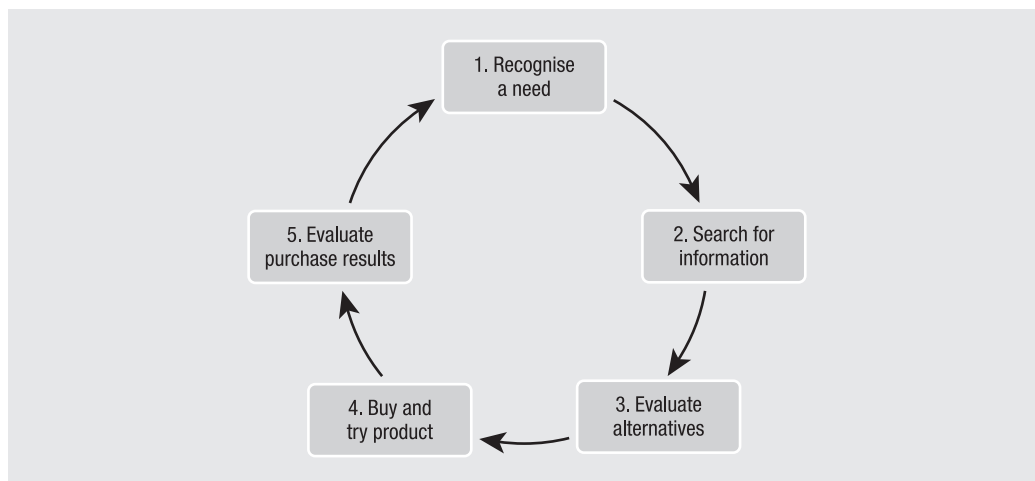 1. Recognise
a need
2. Search for
information
3. Evaluate
alternatives
4. Buy and
try product
5. Evaluate
purchase results